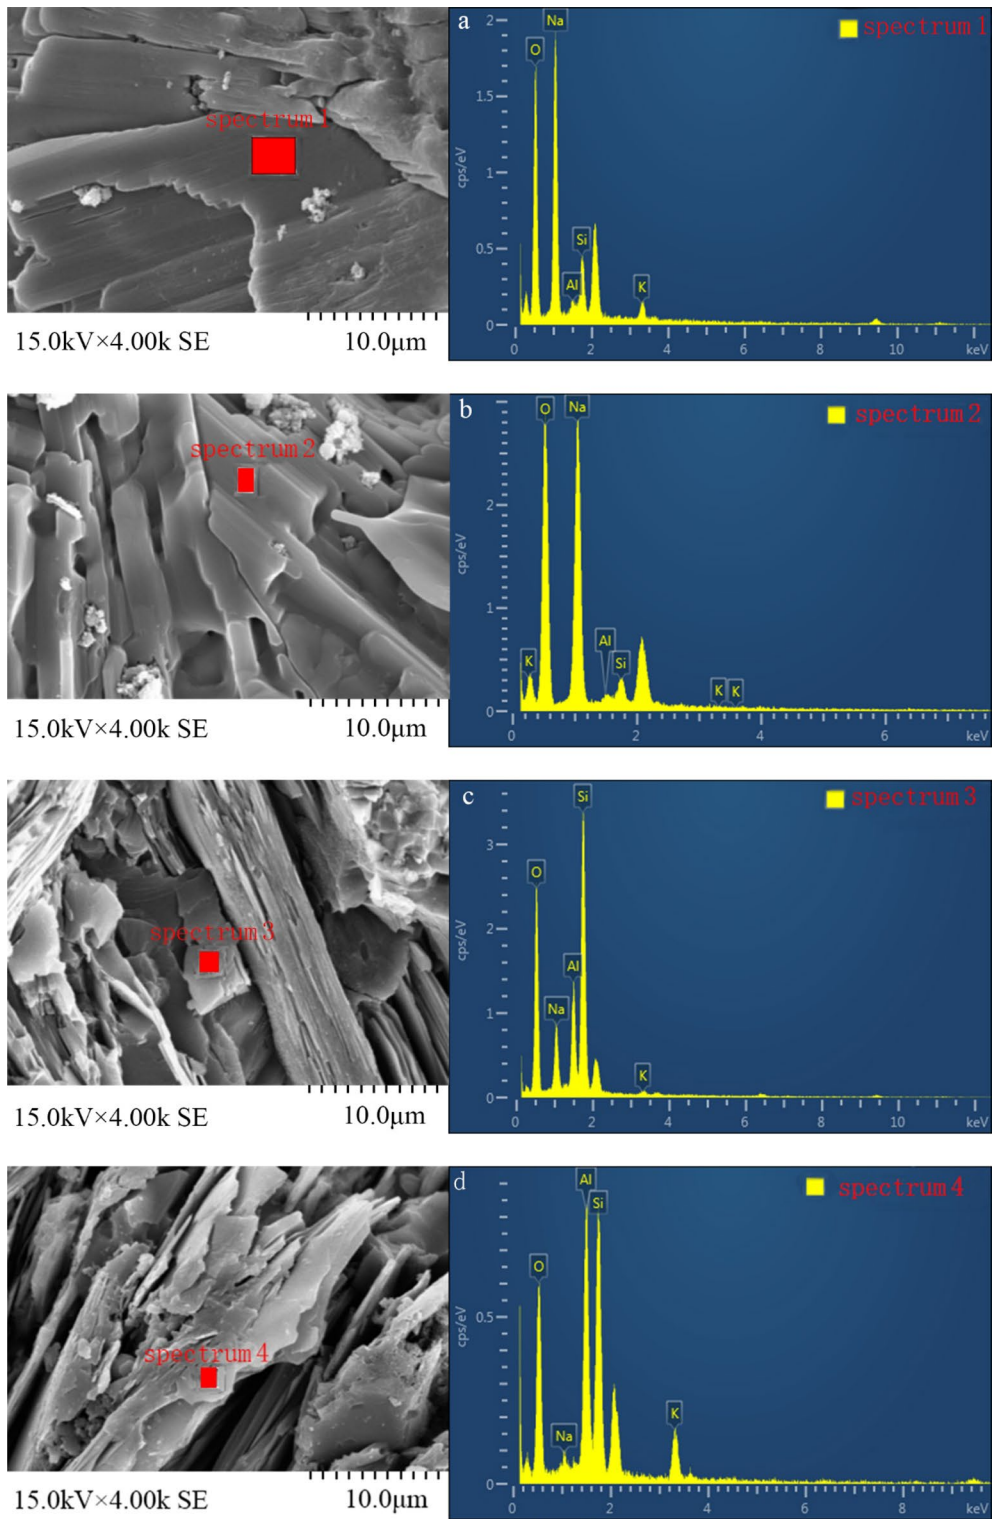 spectrum 1
15.0kV×4.00k SE 10.0μm
a
spectrum 1
cps/eV
2
1.5
1
0.5
0
O
Na
Al
Si
K
0 2 4 6 8 10 keV
spectrum 2
15.0kV×4.00k SE 10.0μm
b
spectrum 2
cps/eV
2
1
0
K
O
Na
Al
Si
K
K
0 2 4 6 keV
spectrum 3
15.0kV×4.00k SE 10.0μm
c
spectrum 3
cps/eV
3
2
1
0
O
Na
Al
Si
K
0 2 4 6 8 10 keV
spectrum 4
15.0kV×4.00k SE 10.0μm
d
spectrum 4
cps/eV
0.5
0
O
Na
Al
Si
K
0 2 4 6 8 keV